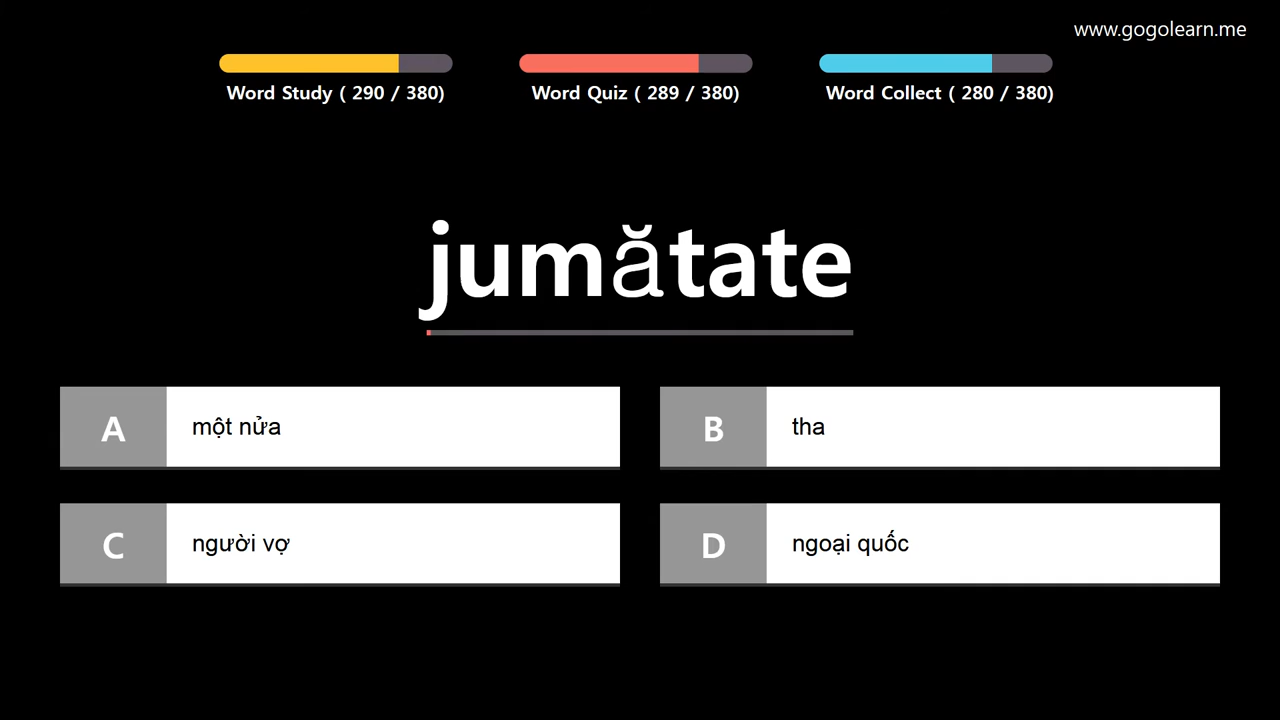 www.gogolearn.me
Word Study ( 290 / 380)
Word Quiz ( 289 / 380)
Word Collect ( 280 / 380)
jumătate
A một nửa
B tha
C người vợ
D ngoại quốc